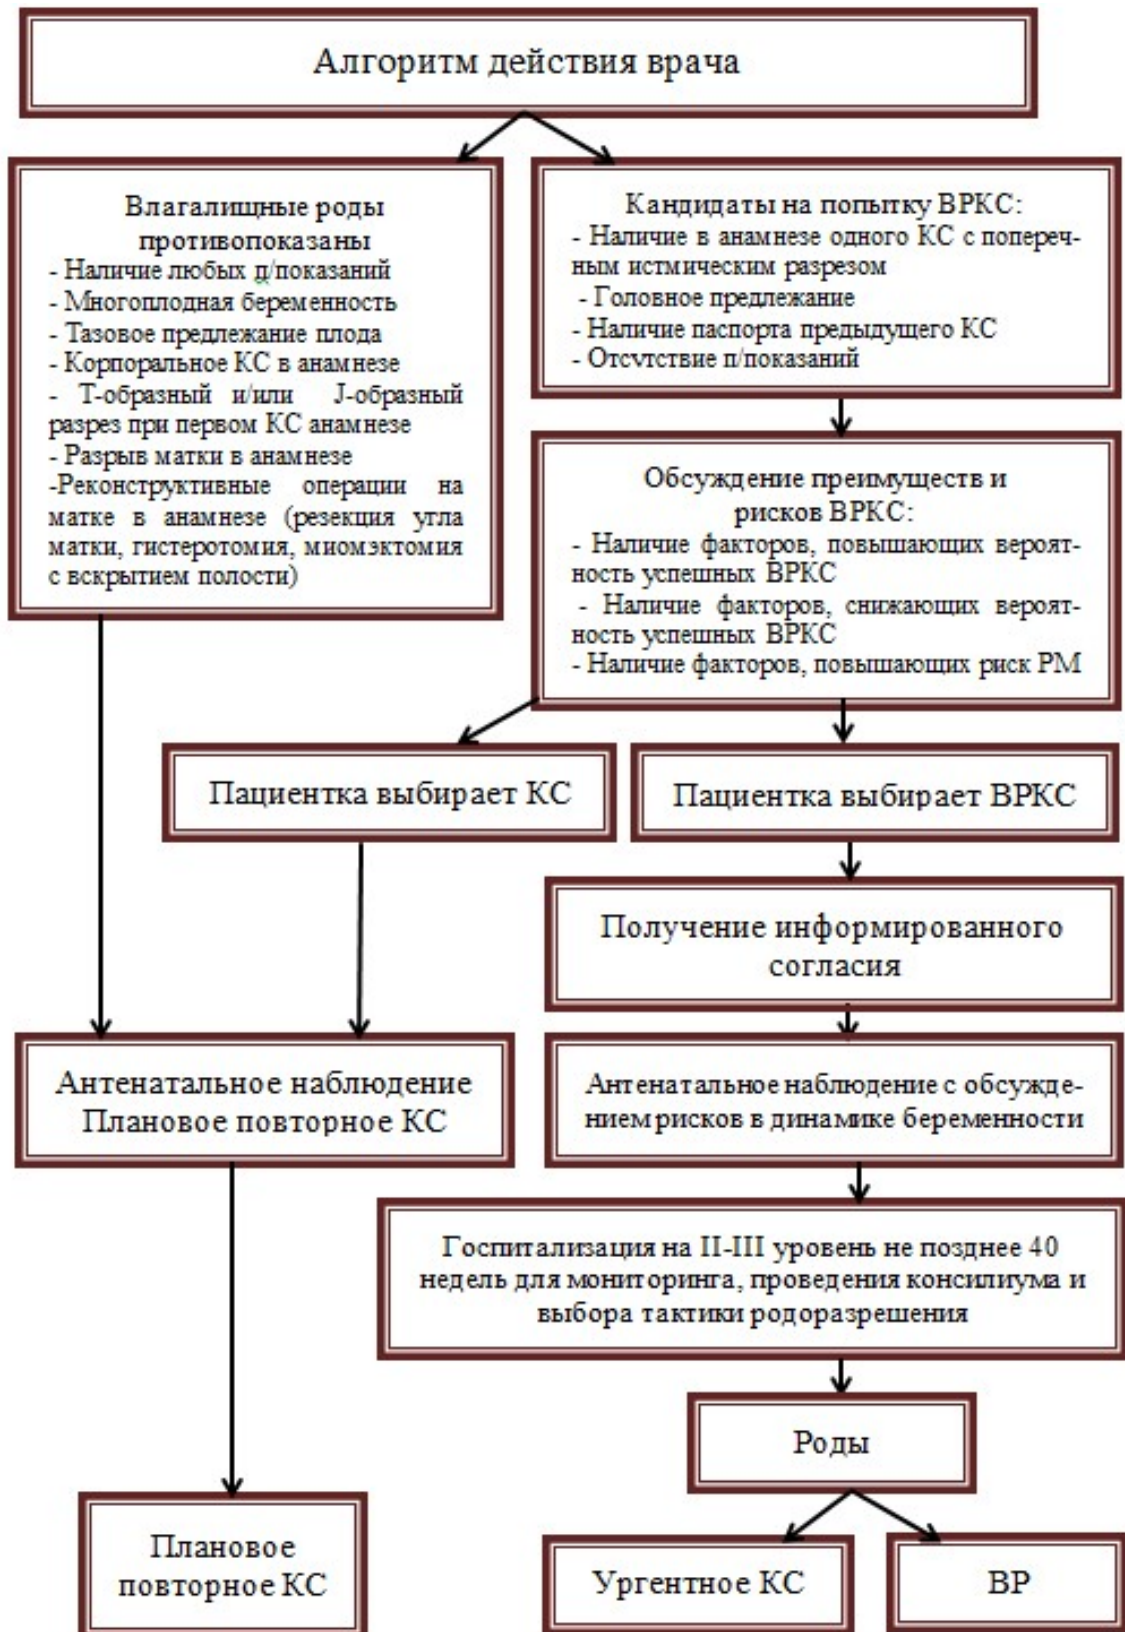 Алгоритм действия врача
Влагалищные роды
противопоказаны
- Наличие любых п/показаний
- Многоплодная беременность
- Тазовое предлежание плода
- Корпоральное КС в анамнезе
- Т-образный и/или J-образный
разрез при первом КС анамнезе
- Разрыв матки в анамнезе
-Реконструктивные операции на
матке в анамнезе (резекция угла
матки, гистеротомия, миомэктомия
с вскрытием полости)
Кандидаты на попытку ВРКС:
- Наличие в анамнезе одного КС с попереч-
ным истмическим разрезом
- Головное предлежание
- Наличие паспорта предыдущего КС
- Отсутствие п/показаний
Обсуждение преимуществ и
рисков ВРКС:
- Наличие факторов, повышающих вероят-
ность успешных ВРКС
- Наличие факторов, снижающих вероят-
ность успешных ВРКС
- Наличие факторов, повышающих риск РМ
Пациентка выбирает КС
Пациентка выбирает ВРКС
Получение информированного
согласия
Антенатальное наблюдение
Плановое повторное КС
Антенатальное наблюдение с обсужде-
нием рисков в динамике беременности
Госпитализация на II-III уровень не позднее 40
недель для мониторинга, проведения консилиума и
выбора тактики родоразрешения
Роды
Плановое
повторное КС
Ургентное КС
ВР